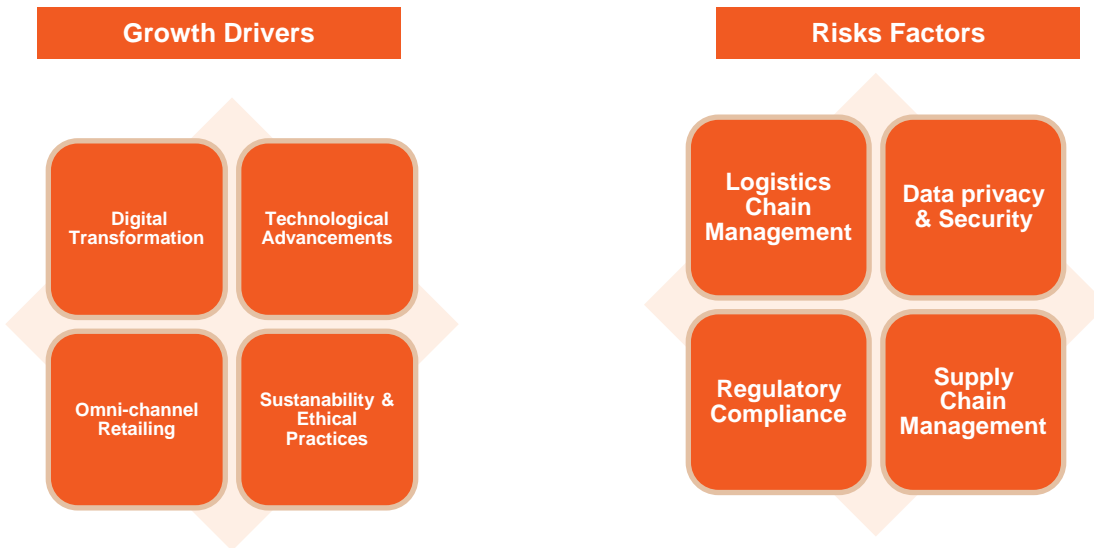 Growth Drivers
Digital
Transformation
Technological
Advancements
Omni-channel
Retailing
Sustanability &
Ethical
Practices
Risks Factors
Logistics
Chain
Management
Data privacy
& Security
Regulatory
Compliance
Supply
Chain
Management